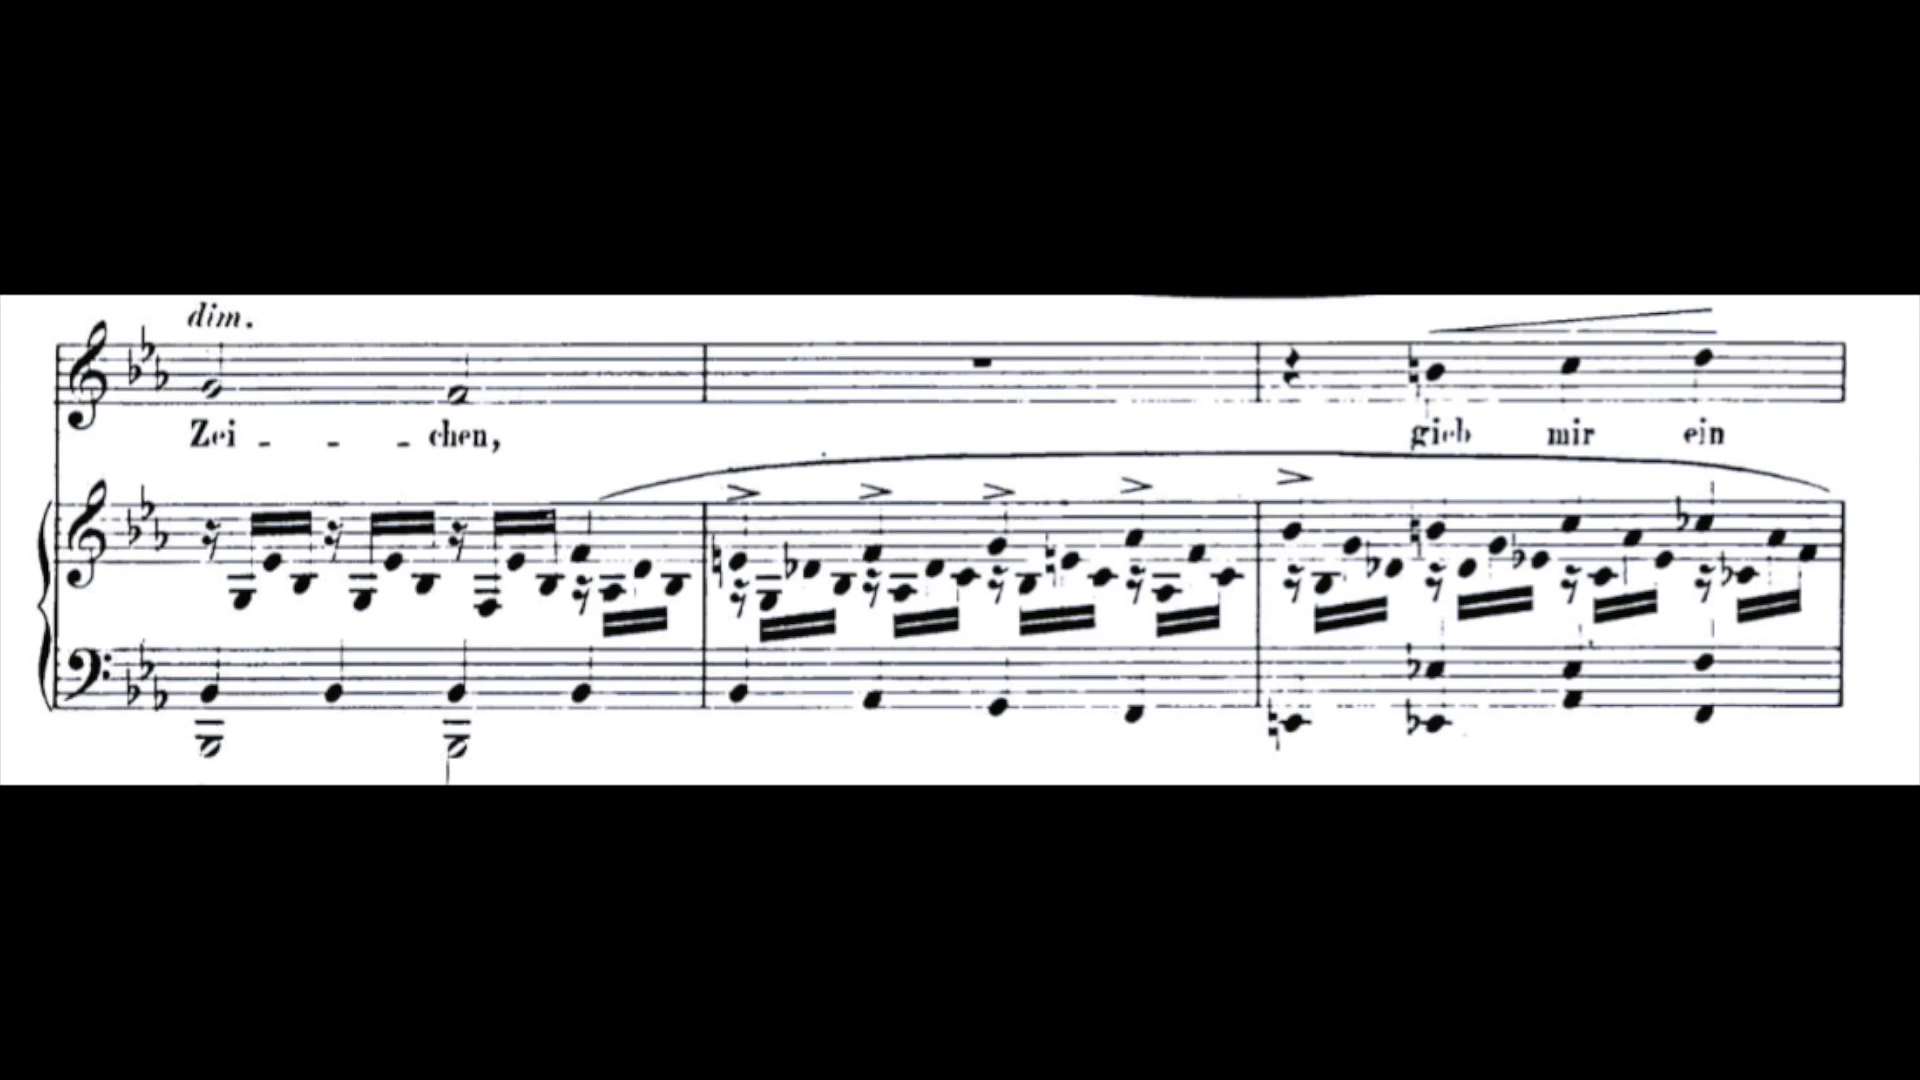 dim.
Zei - - - chen, gieb mir ein